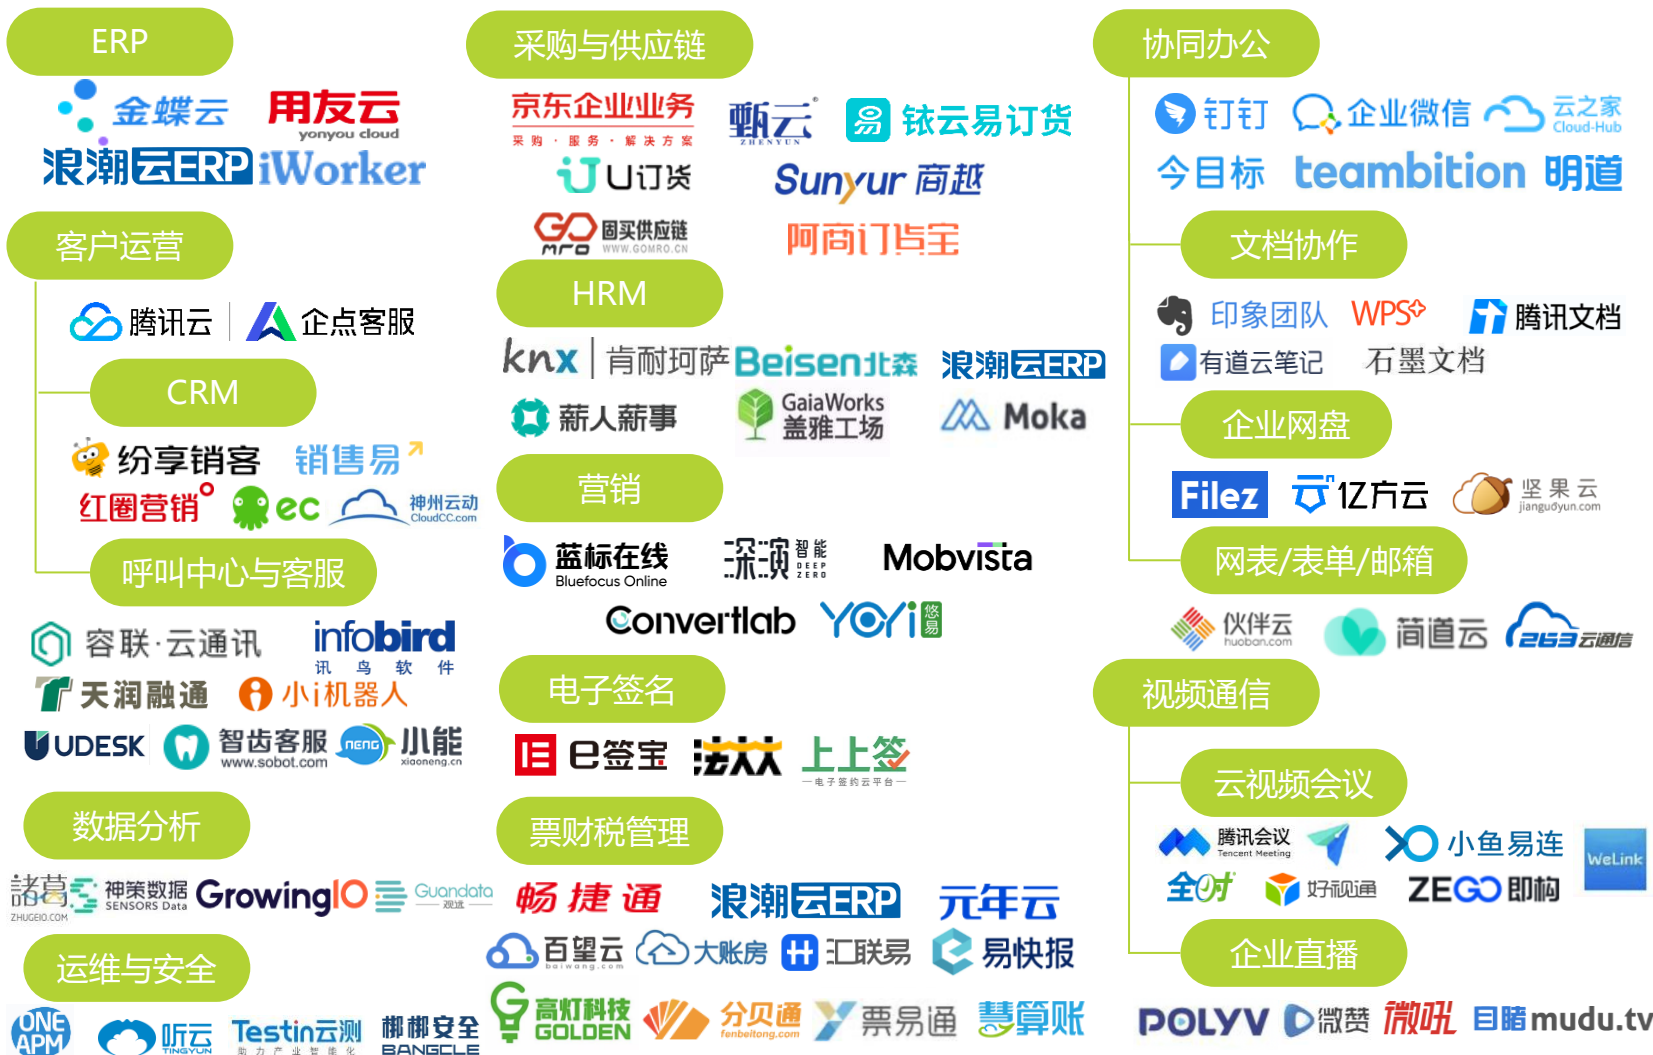 ERP
金蝶云
用友云
yonyou cloud
浪潮云ERP
iWorker
客户运营
腾讯云
企点客服
CRM
纷享销客
销售易
红圈营销
ec
神州云动
CloudCC.com
呼叫中心与客服
容联·云通讯
infobird
讯鸟软件
天润融通
小i机器人
UDESK
智齿客服
www.sobot.com
NENG
小能
xiaoneng.cn
数据分析
諸葛
ZHUGEIO.COM
神策数据
SENSORS Data
GrowingIO
Guandata
观远
运维与安全
ONE
APM
听云
TINGYUN
Testin云测
助力产业智能化
梆梆安全
BANGCLE
采购与供应链
京东企业业务
采购·服务·解决方案
甄云®
ZHENYUN
易
铱云易订货
U订货
Sunyur 商越
GO
MRO
固买供应链
WWW.GOMRO.CN
阿商订货宝
HRM
knx
肯耐珂萨
Beisen北森
浪潮云ERP
薪人薪事
GaiaWorks
盖雅工场
Moka
营销
蓝标在线
Bluefocus Online
深演智能
DEEP
ZERO
Mobvista
Convertlab
YOYi悠易
电子签名
e签宝
法大大
上上签
电子签约云平台
票财税管理
畅捷通
浪潮云ERP
元年云
百望云
baiwang.com
大账房
汇联易
易快报
高灯科技
GOLDEN
分贝通
fenbeitong.com
票易通
慧算账
协同办公
钉钉
企业微信
云之家
Cloud-Hub
今目标
teambition
明道
文档协作
印象团队
WPS
腾讯文档
有道云笔记
石墨文档
企业网盘
Filez
亿方云
坚果云
jianguoyun.com
网表/表单/邮箱
伙伴云
huoban.com
简道云
263云通信
视频通信
云视频会议
腾讯会议
Tencent Meeting
小鱼易连
WeLink
全时
好视通
ZEGO即构
企业直播
POLYV
微赞
微吼
目睹mudu.tv